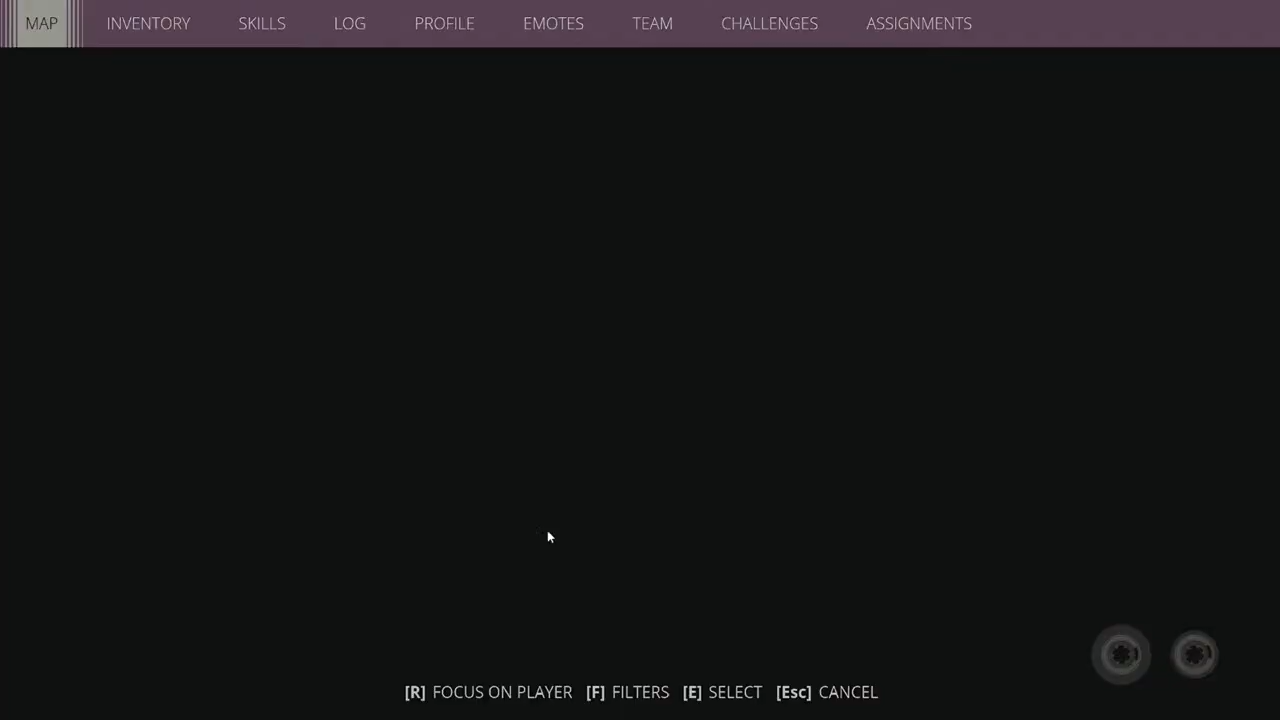 MAP INVENTORY SKILLS LOG PROFILE EMOTES TEAM CHALLENGES ASSIGNMENTS
[R] FOCUS ON PLAYER [F] FILTERS [E] SELECT [Esc] CANCEL